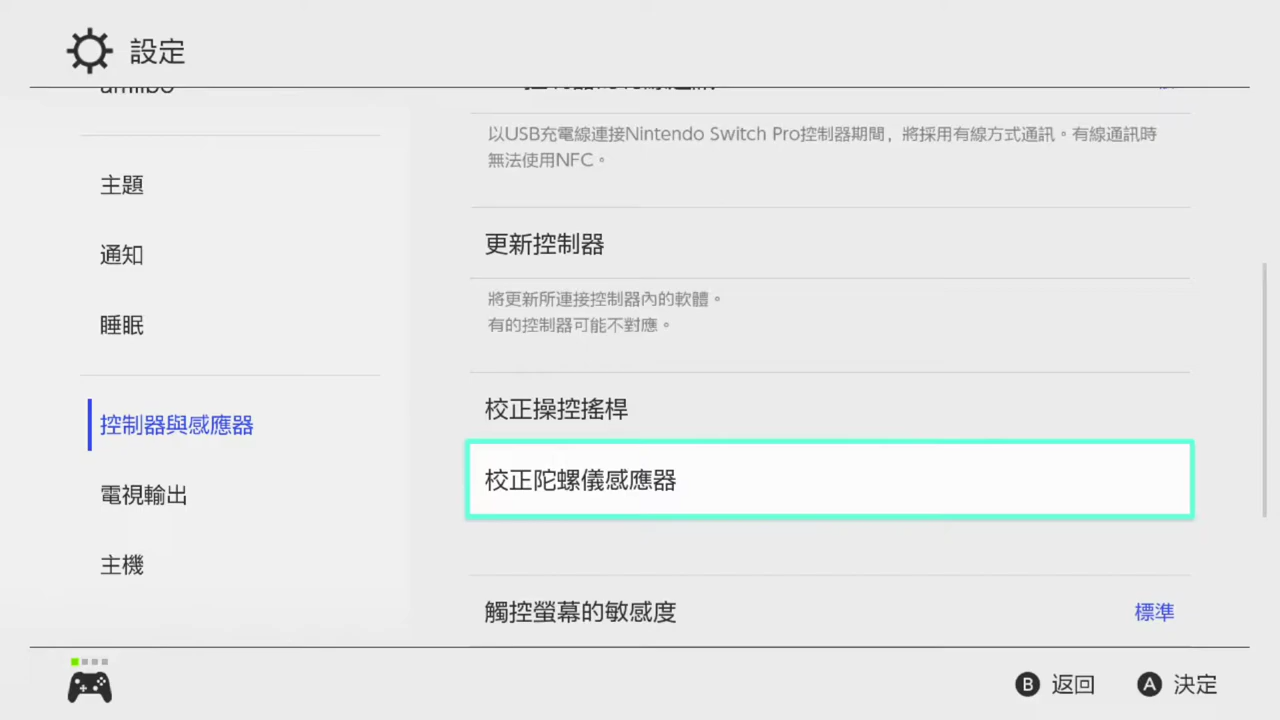 設定
amiibo
主題
通知
睡眠
控制器與感應器
電視輸出
主機
以USB充電線連接Nintendo Switch Pro控制器期間，將採用有線方式通訊。有線通訊時
無法使用NFC。
更新控制器
將更新所連接控制器內的軟體。
有的控制器可能不對應。
校正操控搖桿
校正陀螺儀感應器
觸控螢幕的敏感度 標準
B 返回 A 決定